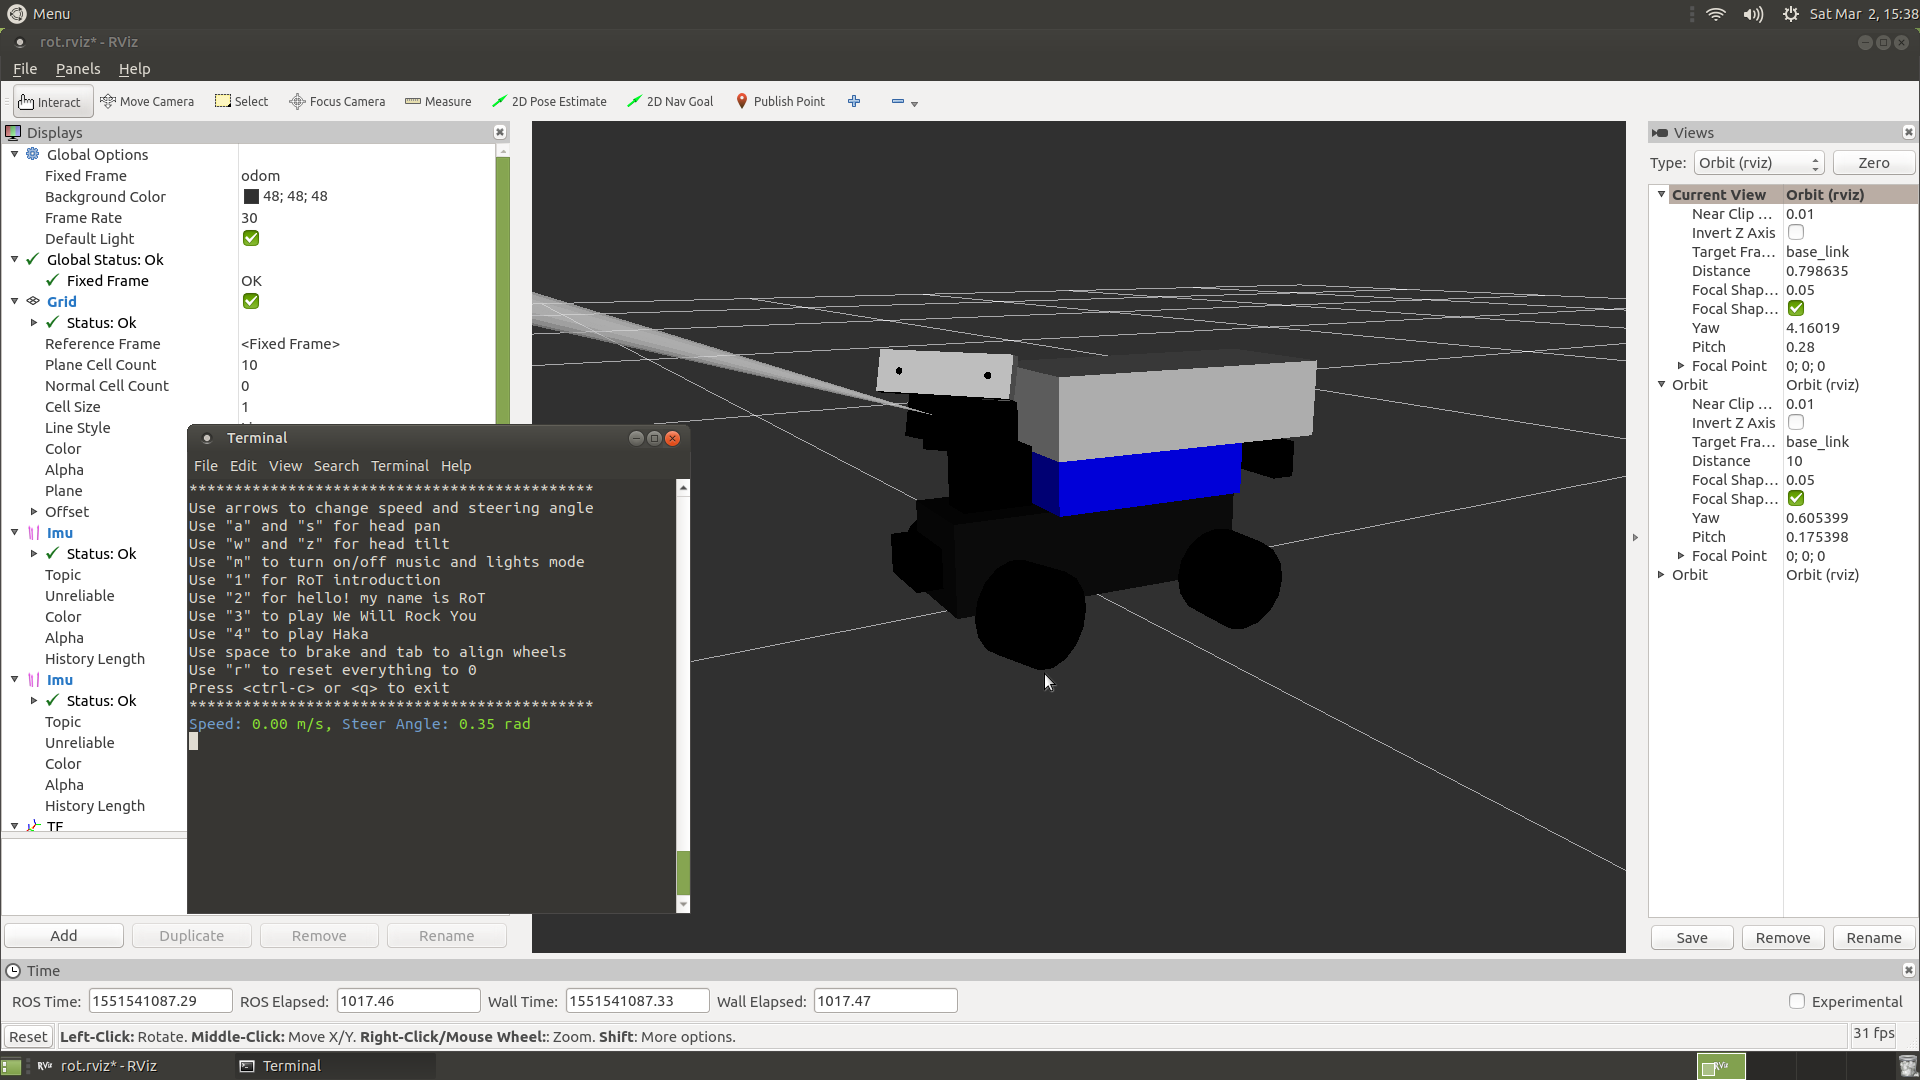 Menu
Sat Mar 2, 15:38
rot.rviz* - RViz
File Panels Help
Interact Move Camera Select Focus Camera Measure 2D Pose Estimate 2D Nav Goal Publish Point
Displays
Global Options
Fixed Frame odom
Background Color 48; 48; 48
Frame Rate 30
Default Light
Global Status: Ok
Fixed Frame OK
Grid
Status: Ok
Reference Frame <Fixed Frame>
Plane Cell Count 10
Normal Cell Count 0
Cell Size 1
Line Style
Color
Alpha
Plane
Offset
Imu
Status: Ok
Topic
Unreliable
Color
Alpha
History Length
Imu
Status: Ok
Topic
Unreliable
Color
Alpha
History Length
TF
Add Duplicate Remove Rename
Terminal
File Edit View Search Terminal Help
*********************************************
Use arrows to change speed and steering angle
Use "a" and "s" for head pan
Use "w" and "z" for head tilt
Use "m" to turn on/off music and lights mode
Use "1" for RoT introduction
Use "2" for hello! my name is RoT
Use "3" to play We Will Rock You
Use "4" to play Haka
Use space to brake and tab to align wheels
Use "r" to reset everything to 0
Press <ctrl-c> or <q> to exit
*********************************************
Speed: 0.00 m/s, Steer Angle: 0.35 rad
Views
Type: Orbit (rviz) Zero
Current View Orbit (rviz)
Near Clip ... 0.01
Invert Z Axis
Target Fra... base_link
Distance 0.798635
Focal Shap... 0.05
Focal Shap...
Yaw 4.16019
Pitch 0.28
Focal Point 0; 0; 0
Orbit Orbit (rviz)
Near Clip ... 0.01
Invert Z Axis
Target Fra... base_link
Distance 10
Focal Shap... 0.05
Focal Shap...
Yaw 0.605399
Pitch 0.175398
Focal Point 0; 0; 0
Orbit Orbit (rviz)
Save Remove Rename
Time
ROS Time: 1551541087.29 ROS Elapsed: 1017.46 Wall Time: 1551541087.33 Wall Elapsed: 1017.47 Experimental
Reset Left-Click: Rotate. Middle-Click: Move X/Y. Right-Click/Mouse Wheel:: Zoom. Shift: More options. 31 fps
RViz rot.rviz* - RViz Terminal RViz